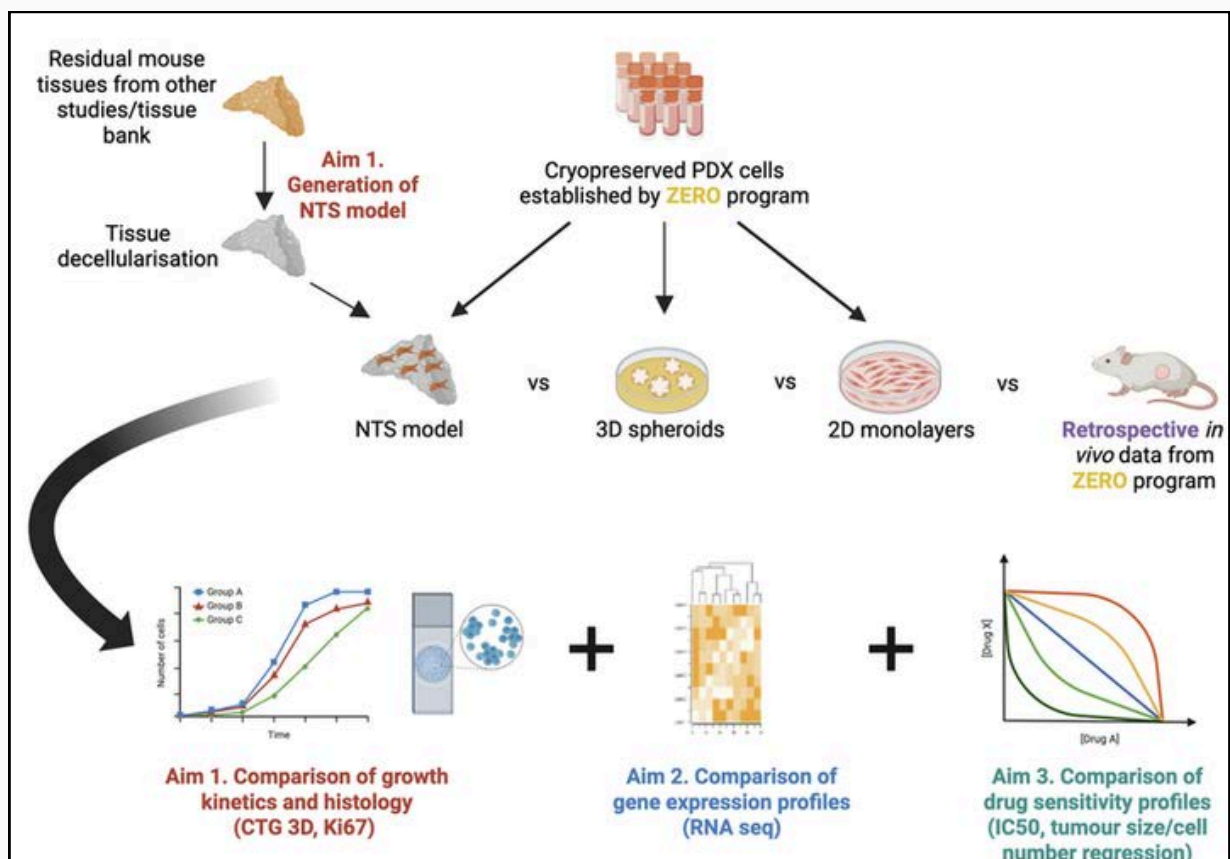 Residual mouse
tissues from other
studies/tissue
bank
Aim 1.
Generation of
NTS model
Tissue
decellularisation
Cryopreserved PDX cells
established by ZERO program
NTS model
vs
3D spheroids
vs
2D monolayers
vs
Retrospective in
vivo data from
ZERO program
Number of cells
Group A
Group B
Group C
Time
+
+
[Drug X]
[Drug A]
Aim 1. Comparison of growth
kinetics and histology
(CTG 3D, Ki67)
Aim 2. Comparison of
gene expression profiles
(RNA seq)
Aim 3. Comparison of
drug sensitivity profiles
(IC50, tumour size/cell
number regression)